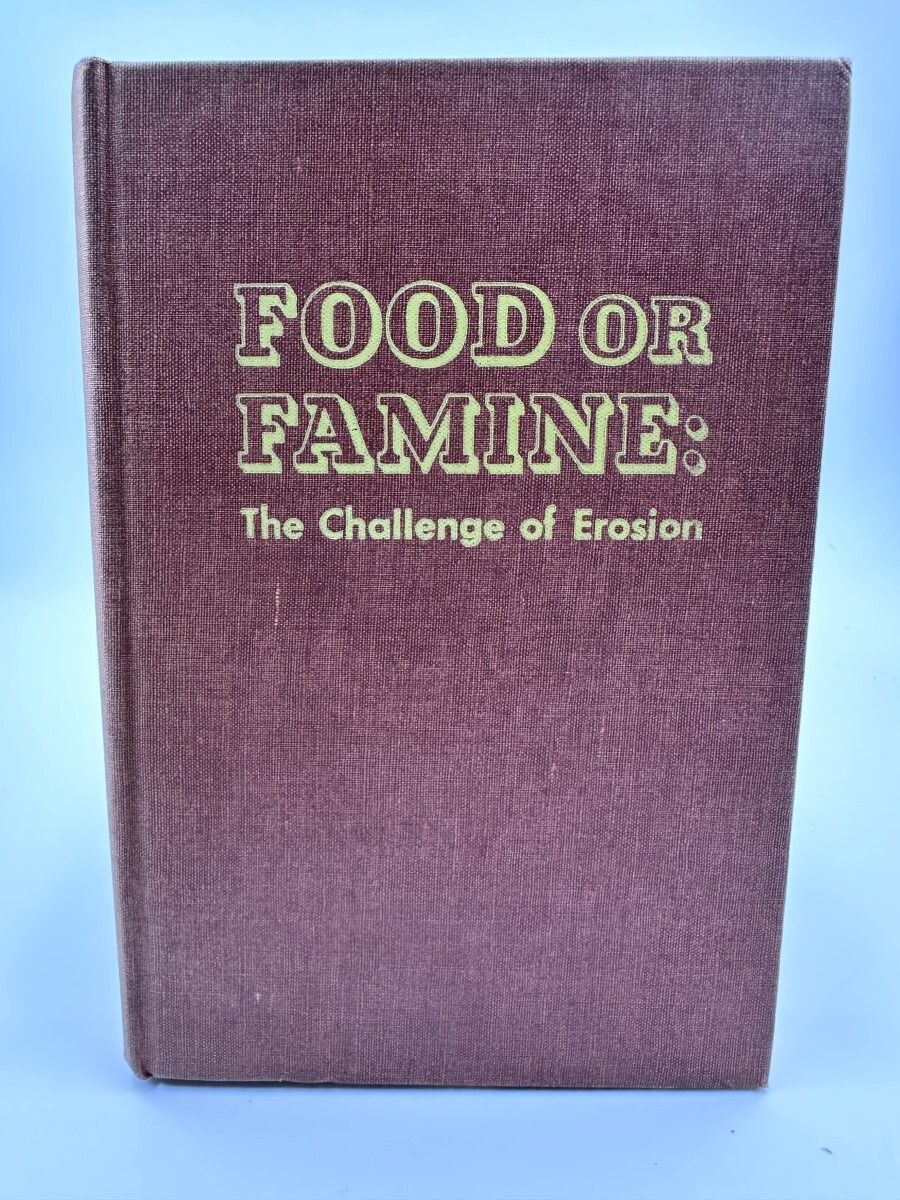 FOOD OR
FAMINE:
The Challenge of Erosion